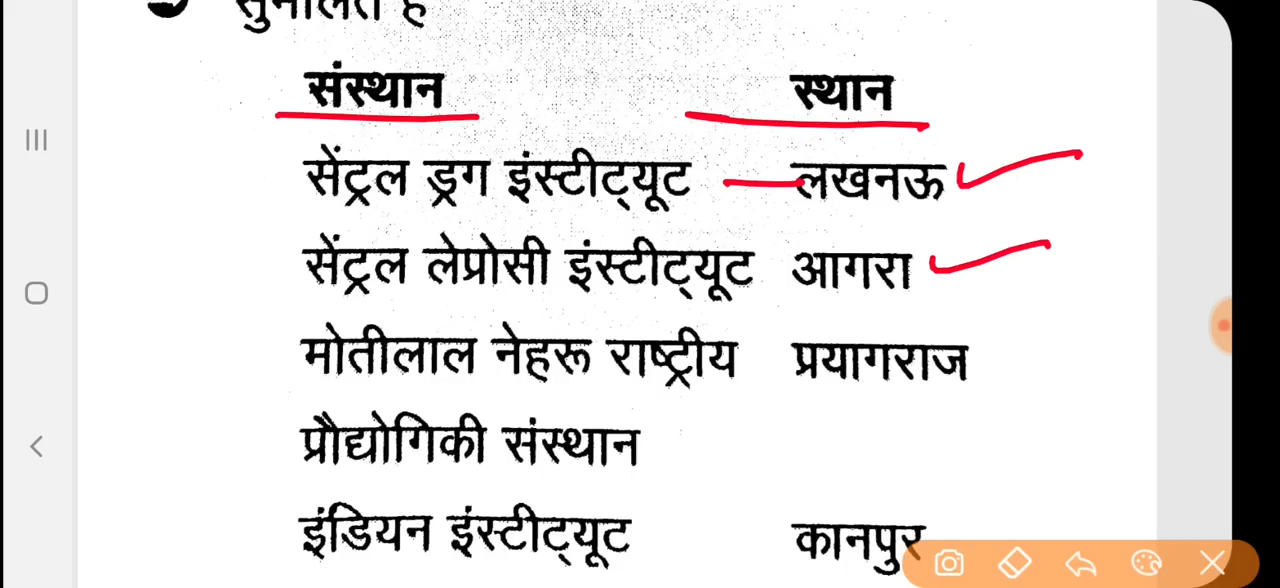 सुमेलित है
संस्थान स्थान
सेंट्रल ड्रग इंस्टीट्यूट लखनऊ
सेंट्रल लेप्रोसी इंस्टीट्यूट आगरा
मोतीलाल नेहरू राष्ट्रीय प्रयागराज
प्रौद्योगिकी संस्थान
इंडियन इंस्टीट्यूट कानपुर